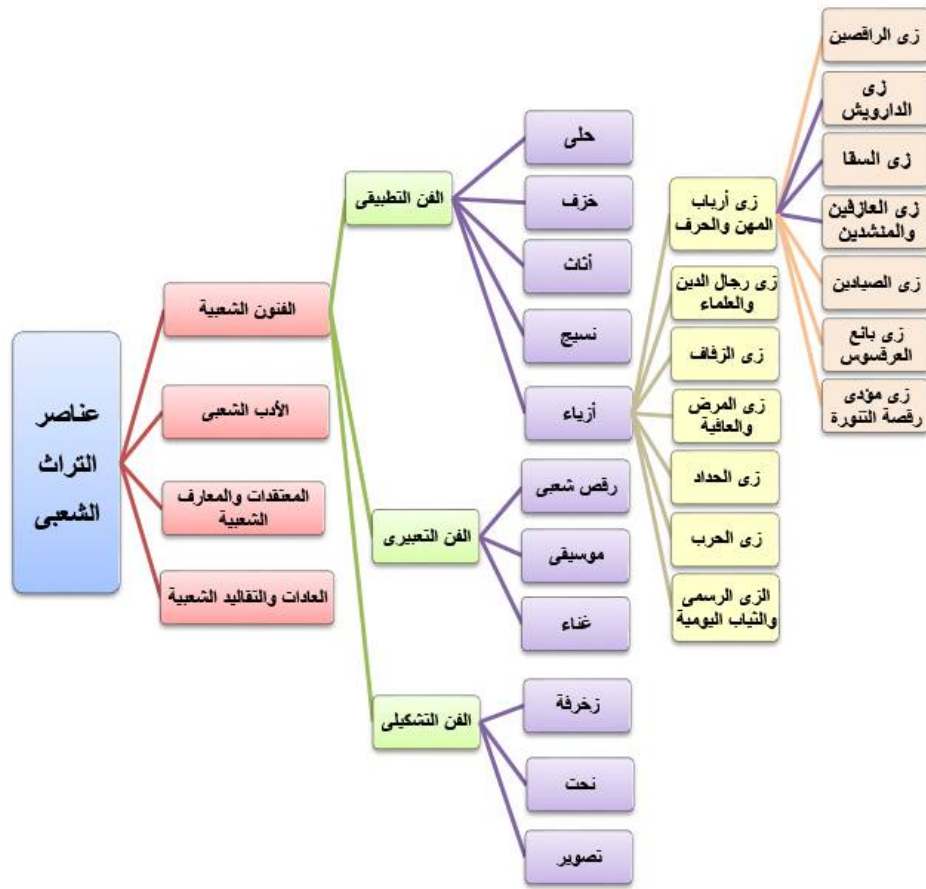 عناصر
التراث
الشعبى
الفنون الشعبية
الأدب الشعبى
المعتقدات والمعارف
الشعبية
العادات والتقاليد الشعبية
الفن التطبيقى
الفن التعبيرى
الفن التشكيلى
حلى
خزف
أثاث
نسيج
أزياء
رقص شعبى
موسيقى
غناء
زخرفة
نحت
تصوير
زى أرباب
المهن والحرف
زى رجال الدين
والعلماء
زى الزفاف
زى المرض
والعافية
زى الحداد
زى الحرب
الزى الرسمى
والثياب اليومية
زى الراقصين
زى
الدارويش
زى السقا
زى العازفين
والمنشدين
زى الصيادين
زى بائع
العرقسوس
زى مؤدى
رقصة التنورة